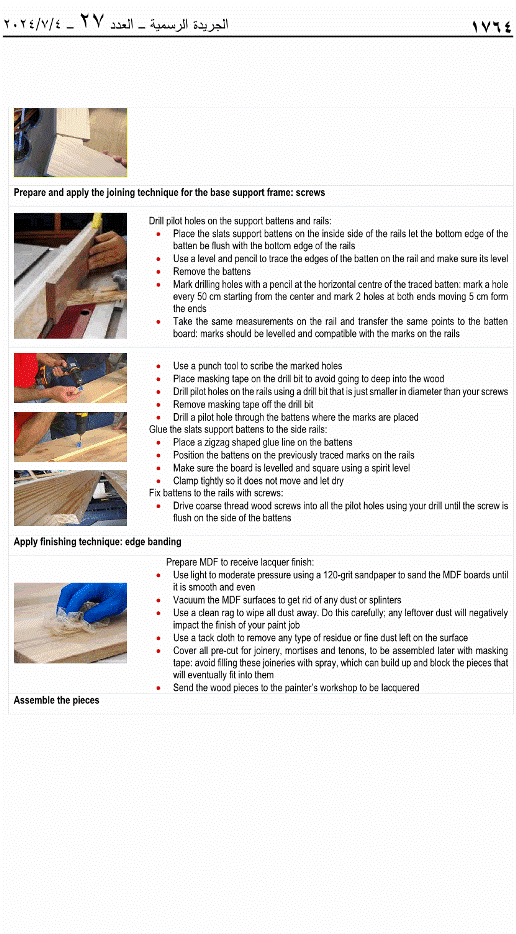 ١٧٦٤
الجريدة الرسمية – العدد ٢٧ – ٢٠٢٤/٧/٤
Prepare and apply the joining technique for the base support frame: screws
Drill pilot holes on the support battens and rails:
• Place the slats support battens on the inside side of the rails let the bottom edge of the
batten be flush with the bottom edge of the rails
• Use a level and pencil to trace the edges of the batten on the rail and make sure its level
• Remove the battens
• Mark drilling holes with a pencil at the horizontal centre of the traced batten: mark a hole
every 50 cm starting from the center and mark 2 holes at both ends moving 5 cm form
the ends
• Take the same measurements on the rail and transfer the same points to the batten
board: marks should be levelled and compatible with the marks on the rails
• Use a punch tool to scribe the marked holes
• Place masking tape on the drill bit to avoid going to deep into the wood
• Drill pilot holes on the rails using a drill bit that is just smaller in diameter than your screws
• Remove masking tape off the drill bit
• Drill a pilot hole through the battens where the marks are placed
Glue the slats support battens to the side rails:
• Place a zigzag shaped glue line on the battens
• Position the battens on the previously traced marks on the rails
• Make sure the board is levelled and square using a spirit level
• Clamp tightly so it does not move and let dry
Fix battens to the rails with screws:
• Drive coarse thread wood screws into all the pilot holes using your drill until the screw is
flush on the side of the battens
Apply finishing technique: edge banding
Prepare MDF to receive lacquer finish:
• Use light to moderate pressure using a 120-grit sandpaper to sand the MDF boards until
it is smooth and even
• Vacuum the MDF surfaces to get rid of any dust or splinters
• Use a clean rag to wipe all dust away. Do this carefully; any leftover dust will negatively
impact the finish of your paint job
• Use a tack cloth to remove any type of residue or fine dust left on the surface
• Cover all pre-cut for joinery, mortises and tenons, to be assembled later with masking
tape: avoid filling these joineries with spray, which can build up and block the pieces that
will eventually fit into them
• Send the wood pieces to the painter's workshop to be lacquered
Assemble the pieces